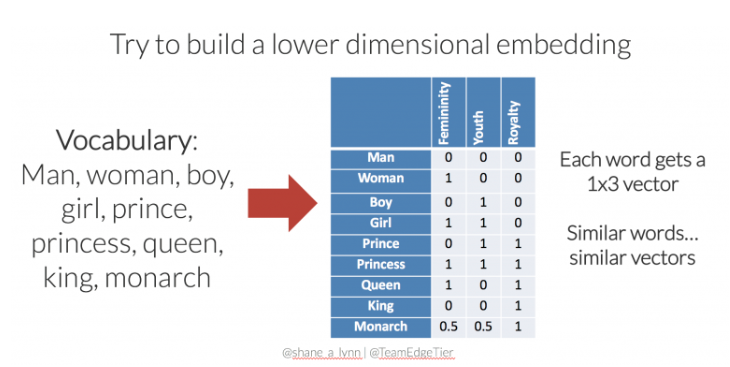 Try to build a lower dimensional embedding
Vocabulary:
Man, woman, boy,
girl, prince,
princess, queen,
king, monarch
Femininity Youth Royalty
Man 0 0 0
Woman 1 0 0
Boy 0 1 0
Girl 1 1 0
Prince 0 1 1
Princess 1 1 1
Queen 1 0 1
King 0 0 1
Monarch 0.5 0.5 1
Each word gets a
1x3 vector
Similar words...
similar vectors
@shane_a_lynn | @TeamEdgeTier